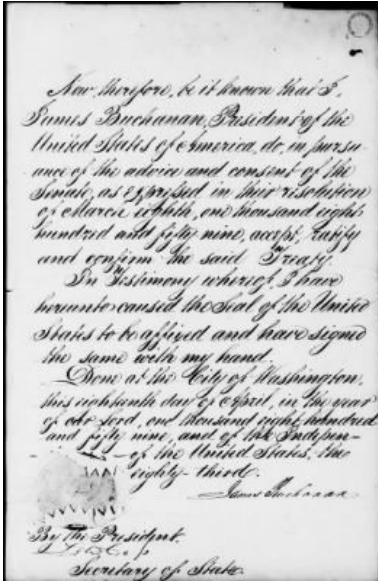 Now, therefore, be it known that I,
James Buchanan, President of the
United States of America, do, in pursu-
ance of the advice and consent of the
Senate, as expressed in their resolution
of March eighth, one thousand eight
hundred and fifty nine, accept, ratify
and confirm the said Treaty.
In Testimony whereof, I have
hereunto caused the Seal of the United
States to be affixed and have signed
the same with my hand.
Done at the City of Washington,
this eighteenth day of April, in the year
of our Lord, one thousand eight hundred
and fifty nine, and of the Indepen-
of the United States, the
eighty-third.
James Buchanan
By the President
Secretary of State.